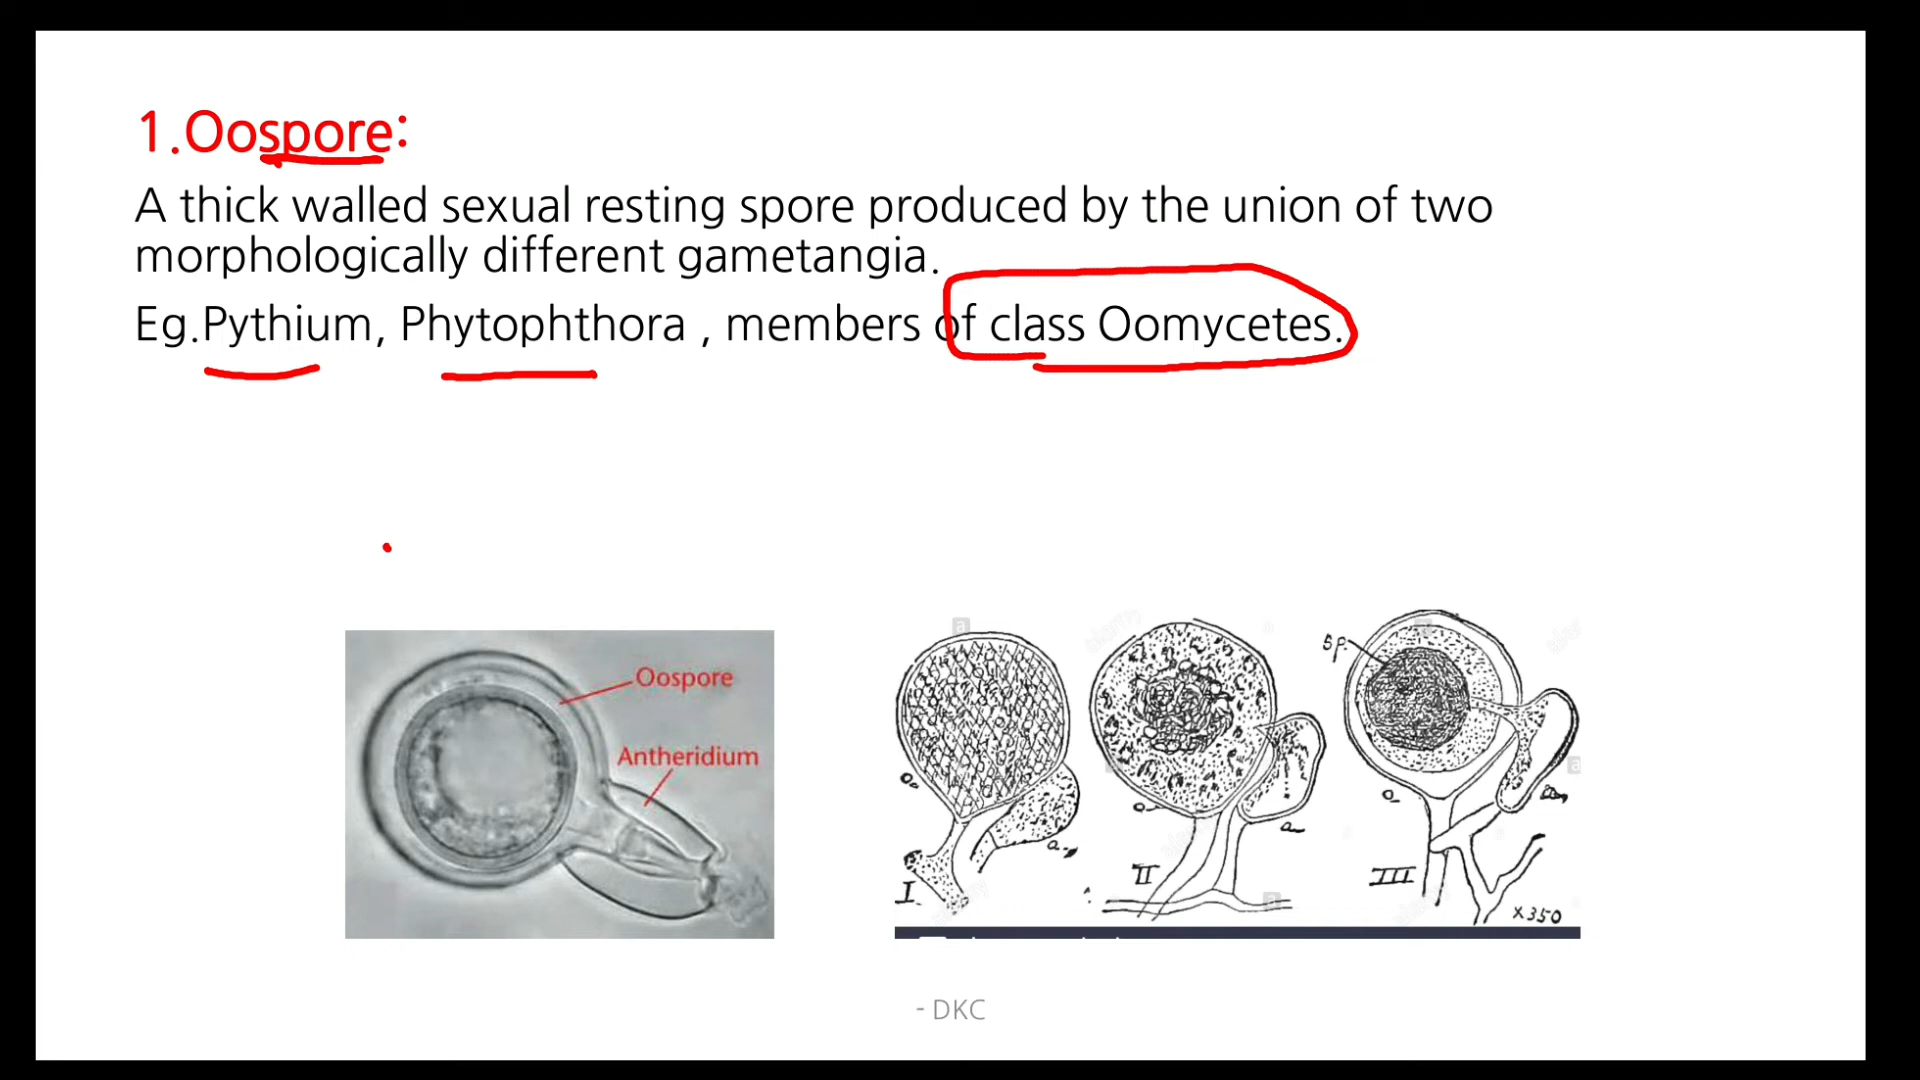 1.Oospore:
A thick walled sexual resting spore produced by the union of two
morphologically different gametangia.
Eg.Pythium, Phytophthora , members of class Oomycetes.
Oospore
Antheridium
sp.
o.
a.
o.
a
o.
I
II
III
x350
- DKC